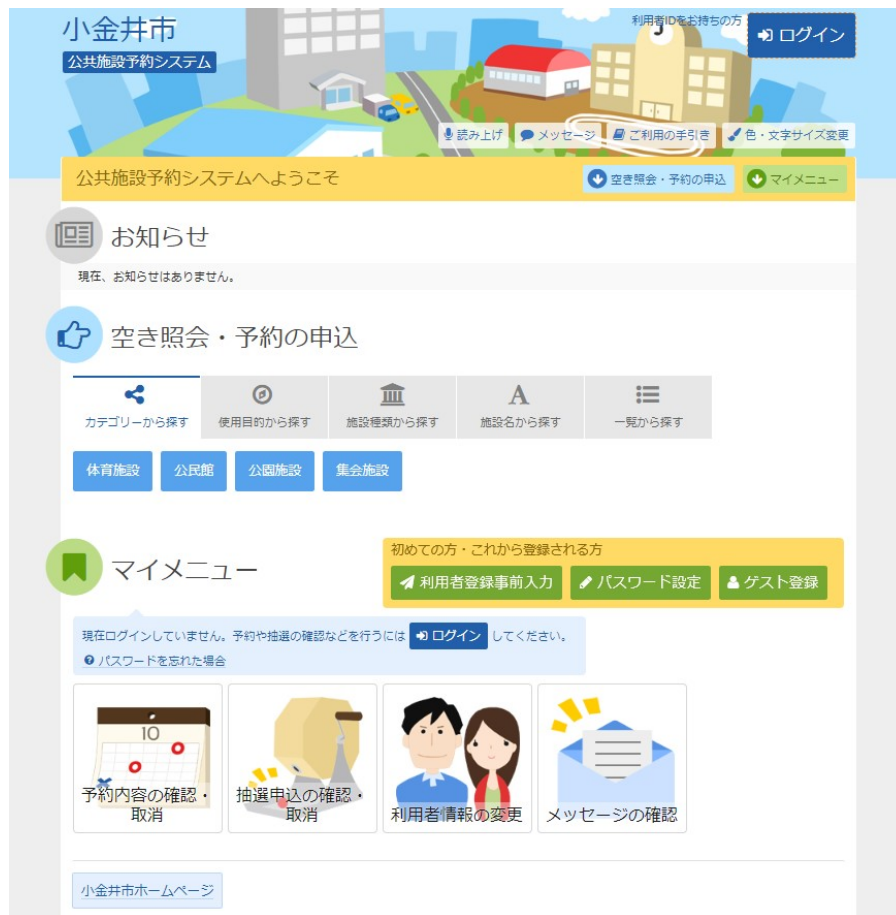 小金井市
公共施設予約システム
利用者IDをお持ちの方
ログイン
読み上げ
メッセージ
ご利用の手引き
色・文字サイズ変更
公共施設予約システムへようこそ
空き照会・予約の申込
マイメニュー
お知らせ
現在、お知らせはありません。
空き照会・予約の申込
カテゴリーから探す
使用目的から探す
施設種類から探す
A
施設名から探す
一覧から探す
体育施設
公民館
公園施設
集会施設
マイメニュー
初めての方・これから登録される方
利用者登録事前入力
パスワード設定
ゲスト登録
現在ログインしていません。予約や抽選の確認などを行うには ログイン してください。
パスワードを忘れた場合
10
予約内容の確認・
取消
抽選申込の確認・
取消
利用者情報の変更
メッセージの確認
小金井市ホームページ